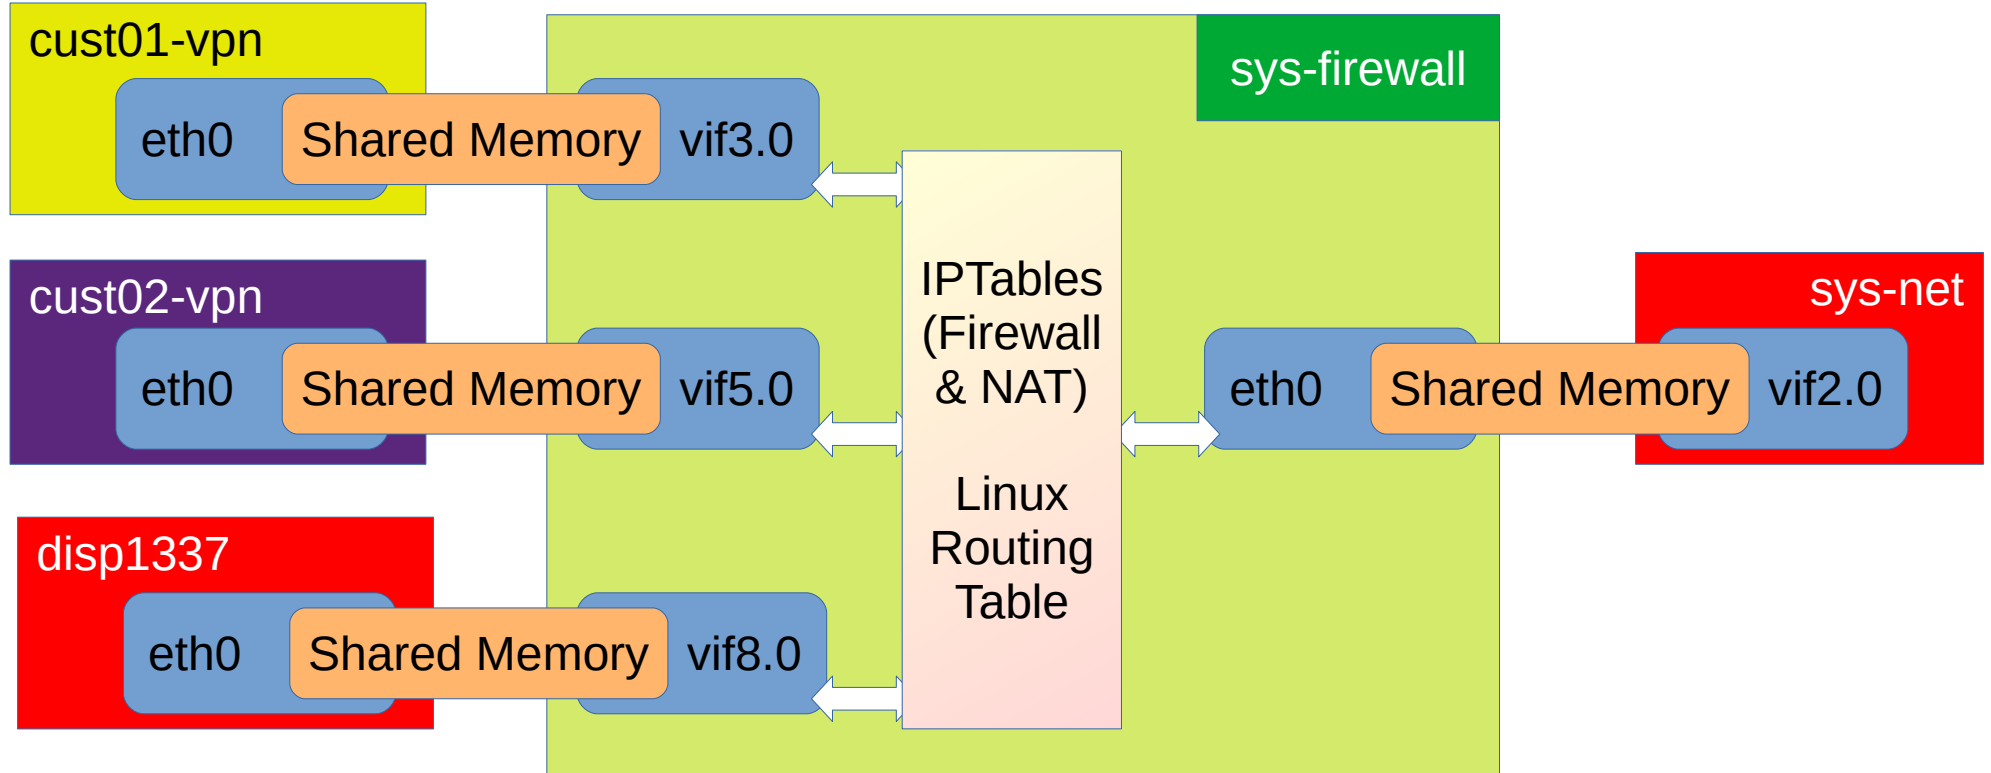 cust01-vpn
eth0
Shared Memory
vif3.0
cust02-vpn
eth0
Shared Memory
vif5.0
disp1337
eth0
Shared Memory
vif8.0
sys-firewall
IPTables
(Firewall
& NAT)
Linux
Routing
Table
eth0
Shared Memory
vif2.0
sys-net